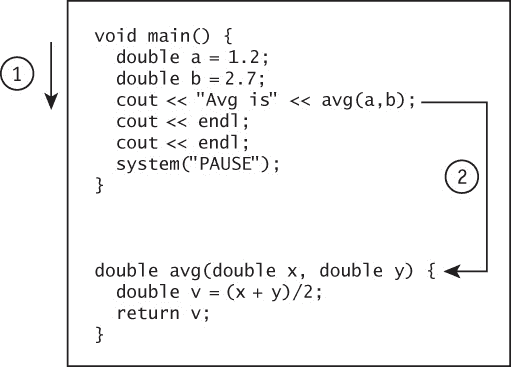 1
void main() {
double a = 1.2;
double b = 2.7;
cout << "Avg is" << avg(a,b);
cout << endl;
cout << endl;
system("PAUSE");
}
2
double avg(double x, double y) {
double v = (x + y)/2;
return v;
}